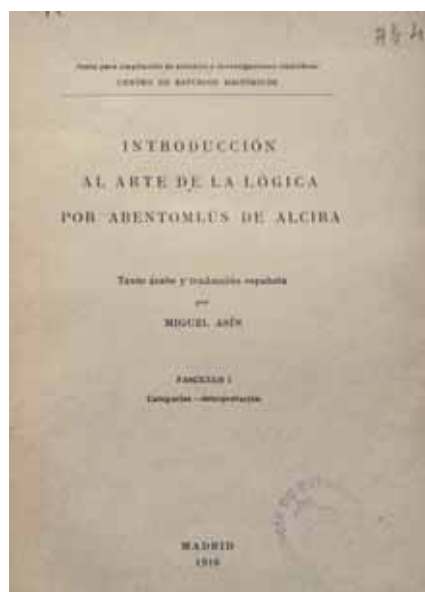 Junta para ampliación de estudios e investigaciones científicas
CENTRO DE ESTUDIOS HISTÓRICOS
INTRODUCCIÓN
AL ARTE DE LA LÓGICA
POR ABENTOMLÚS DE ALCIRA
Texto árabe y traducción española
por
MIGUEL ASÍN
FASCÍCULO I
Categorías.—Interpretación.
MADRID
1916